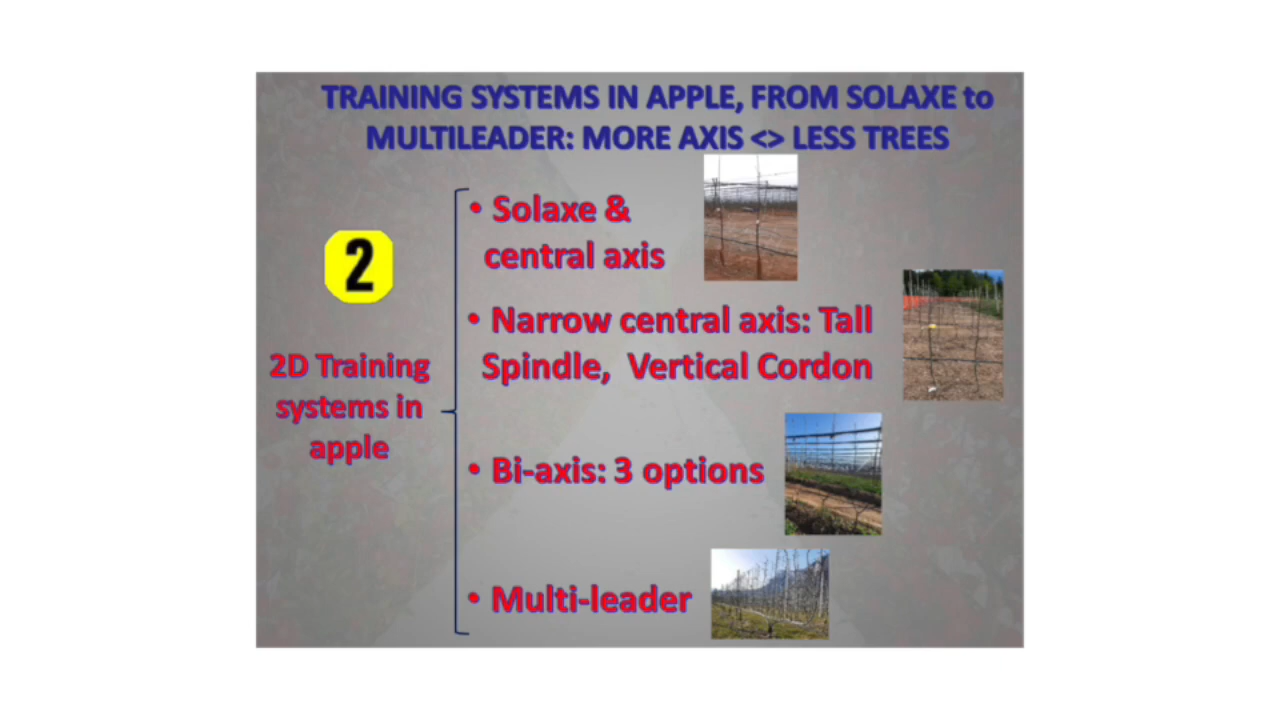 TRAINING SYSTEMS IN APPLE, FROM SOLAXE to
MULTILEADER: MORE AXIS <> LESS TREES
2
2D Training
systems in
apple
• Solaxe &
central axis
• Narrow central axis: Tall
Spindle, Vertical Cordon
• Bi-axis: 3 options
• Multi-leader